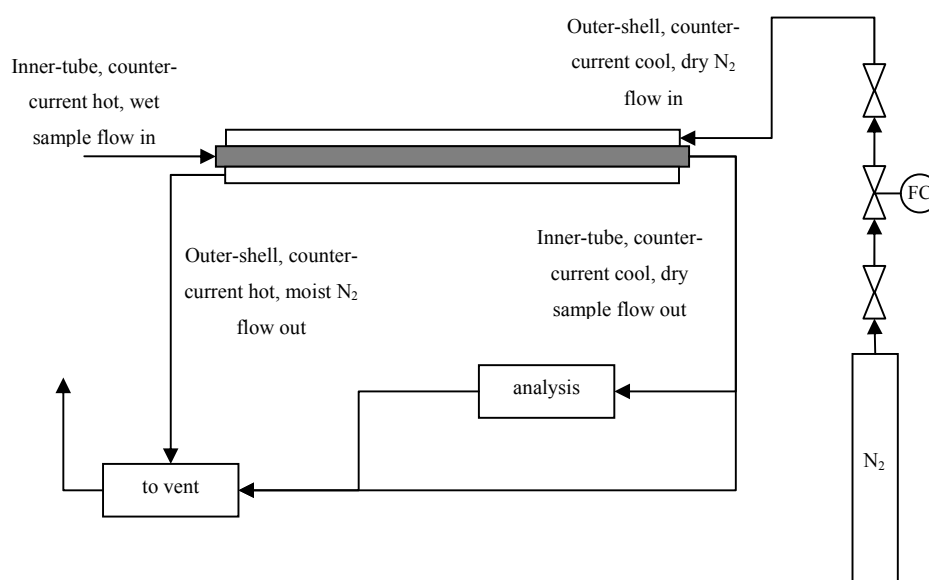 Inner-tube, counter-
current hot, wet
sample flow in
Outer-shell, counter-
current cool, dry N₂
flow in
FC
Outer-shell, counter-
current hot, moist N₂
flow out
Inner-tube, counter-
current cool, dry
sample flow out
analysis
to vent
N₂